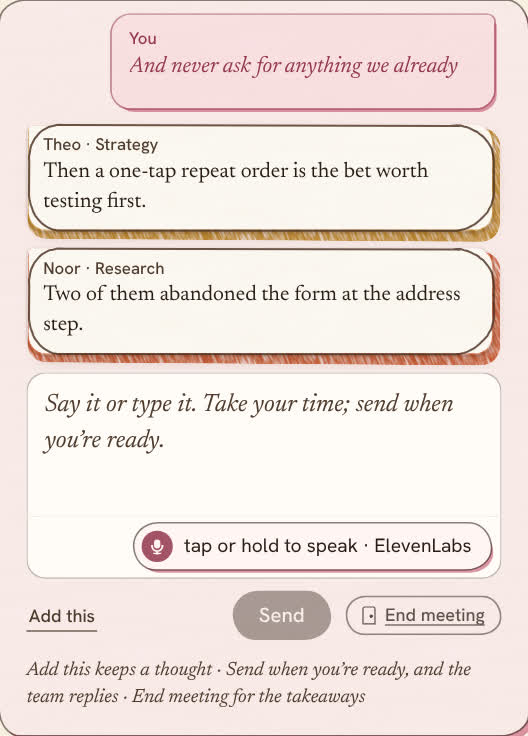 You
And never ask for anything we already
Theo · Strategy
Then a one-tap repeat order is the bet worth
testing first.
Noor · Research
Two of them abandoned the form at the address
step.
Say it or type it. Take your time; send when
you’re ready.
tap or hold to speak · ElevenLabs
Add this
Send
End meeting
Add this keeps a thought · Send when you’re ready, and the
team replies · End meeting for the takeaways